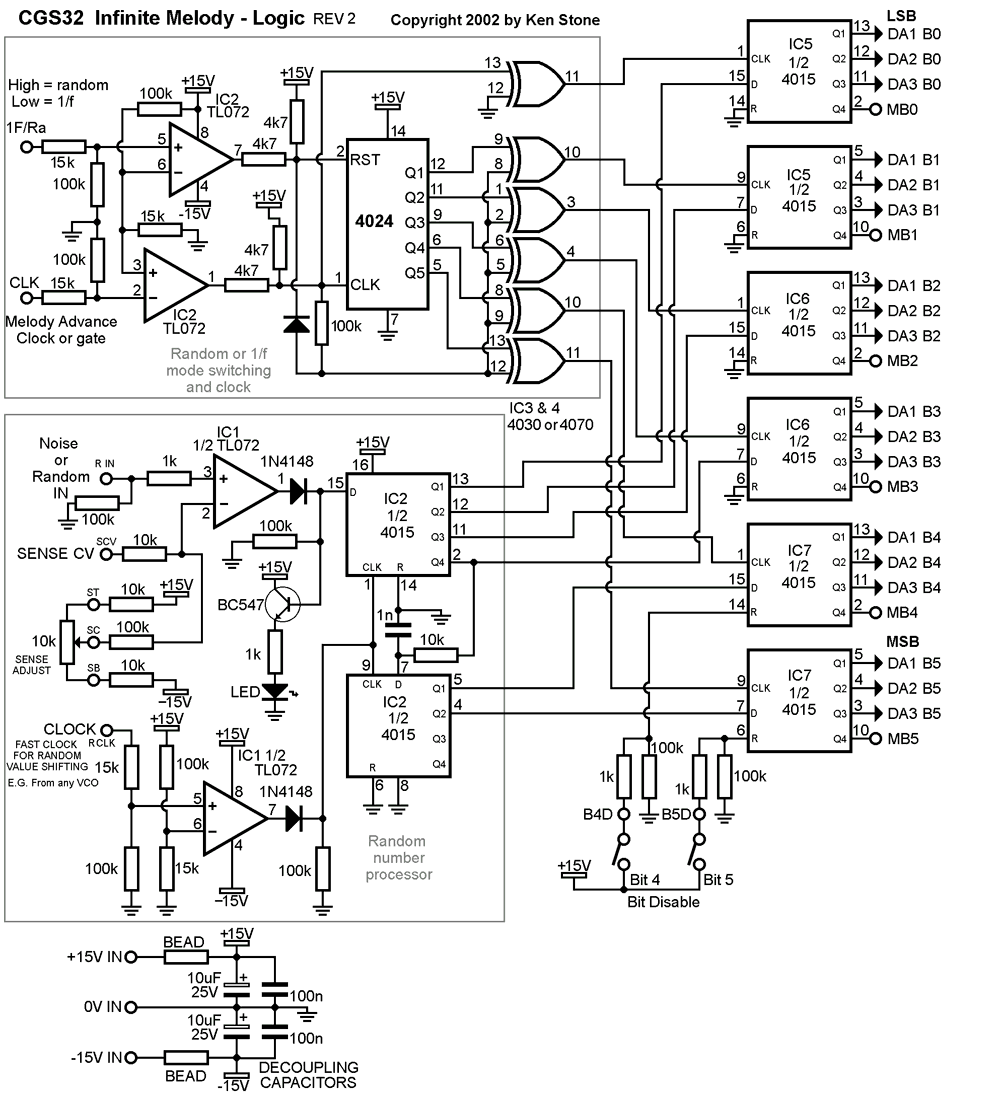 CGS32 Infinite Melody - Logic REV 2
Copyright 2002 by Ken Stone
High = random
Low = 1/f
1F/Ra
15k
100k
100k
+15V
IC2
TL072
8
5
6
7
4
-15V
4k7
+15V
4k7
15k
100k
CLK
15k
3
2
1
IC2
TL072
4k7
+15V
4k7
Melody Advance
Clock or gate
Random or 1/f
mode switching
and clock
100k
+15V
14
2
RST
4024
1
CLK
7
Q1
12
Q2
11
Q3
9
Q4
6
Q5
5
13
12
11
9
8
10
1
2
3
6
5
4
8
9
10
13
12
11
IC3 & 4
4030 or 4070
LSB
IC5
1/2
4015
1
CLK
15
D
14
R
Q1 13 DA1 B0
Q2 12 DA2 B0
Q3 11 DA3 B0
Q4 2 MB0
IC5
1/2
4015
9
CLK
7
D
6
R
Q1 5 DA1 B1
Q2 4 DA2 B1
Q3 3 DA3 B1
Q4 10 MB1
IC6
1/2
4015
1
CLK
15
D
14
R
Q1 13 DA1 B2
Q2 12 DA2 B2
Q3 11 DA3 B2
Q4 2 MB2
IC6
1/2
4015
9
CLK
7
D
6
R
Q1 5 DA1 B3
Q2 4 DA2 B3
Q3 3 DA3 B3
Q4 10 MB3
IC7
1/2
4015
1
CLK
15
D
14
R
Q1 13 DA1 B4
Q2 12 DA2 B4
Q3 11 DA3 B4
Q4 2 MB4
MSB
IC7
1/2
4015
9
CLK
7
D
6
R
Q1 5 DA1 B5
Q2 4 DA2 B5
Q3 3 DA3 B5
Q4 10 MB5
1k
100k
1k
100k
B4D
B5D
+15V
Bit 4
Bit 5
Bit Disable
Noise
or
Random
IN
R IN
1k
100k
IC1
1/2 TL072
3
2
1
1N4148
SENSE CV
SCV
10k
100k
+15V
BC547
1k
LED
ST
10k
+15V
10k
SC
100k
SENSE
ADJUST
SB
10k
–15V
+15V
16
15
D
IC2
1/2
4015
Q1
13
Q2
12
Q3
11
Q4
2
CLK
R
1
14
1n
10k
9
7
CLK
D
IC2
1/2
4015
Q1
5
Q2
4
Q3
Q4
R
6
8
CLOCK
RCLK
FAST CLOCK
FOR RANDOM
VALUE SHIFTING
E.G. From any VCO
15k
+15V
100k
100k
15k
+15V
IC1 1/2
TL072
5
6
8
7
4
–15V
1N4148
100k
Random
number
processor
+15V IN
BEAD
+15V
10uF
25V
+
100n
0V IN
10uF
25V
+
100n
-15V IN
BEAD
-15V
DECOUPLING
CAPACITORS